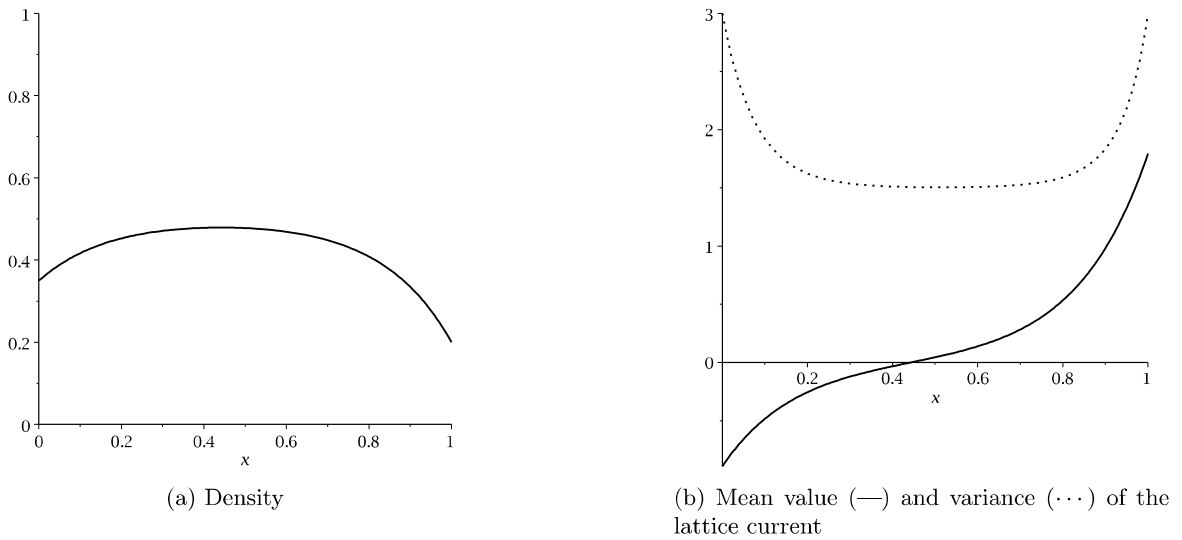 1
0.8
0.6
0.4
0.2
0
0 0.2 0.4 0.6 0.8 1
x
(a) Density
3
2
1
0
0.2 0.4 0.6 0.8 1
x
(b) Mean value (—) and variance (· · ·) of the
lattice current